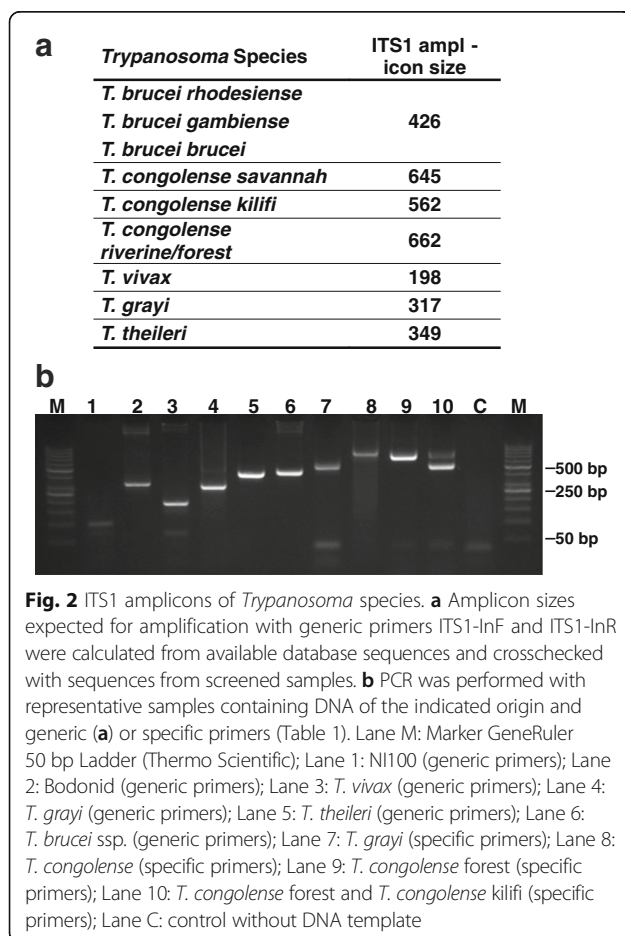 a
Trypanosoma Species ITS1 ampl -
icon size
T. brucei rhodesiense
T. brucei gambiense 426
T. brucei brucei
T. congolense savannah 645
T. congolense kilifi 562
T. congolense
riverine/forest 662
T. vivax 198
T. grayi 317
T. theileri 349
b
M 1 2 3 4 5 6 7 8 9 10 C M
–500 bp
–250 bp
–50 bp
Fig. 2 ITS1 amplicons of Trypanosoma species. a Amplicon sizes
expected for amplification with generic primers ITS1-InF and ITS1-InR
were calculated from available database sequences and crosschecked
with sequences from screened samples. b PCR was performed with
representative samples containing DNA of the indicated origin and
generic (a) or specific primers (Table 1). Lane M: Marker GeneRuler
50 bp Ladder (Thermo Scientific); Lane 1: NI100 (generic primers); Lane
2: Bodonid (generic primers); Lane 3: T. vivax (generic primers); Lane 4:
T. grayi (generic primers); Lane 5: T. theileri (generic primers); Lane 6:
T. brucei ssp. (generic primers); Lane 7: T. grayi (specific primers); Lane 8:
T. congolense (specific primers); Lane 9: T. congolense forest (specific
primers); Lane 10: T. congolense forest and T. congolense kilifi (specific
primers); Lane C: control without DNA template